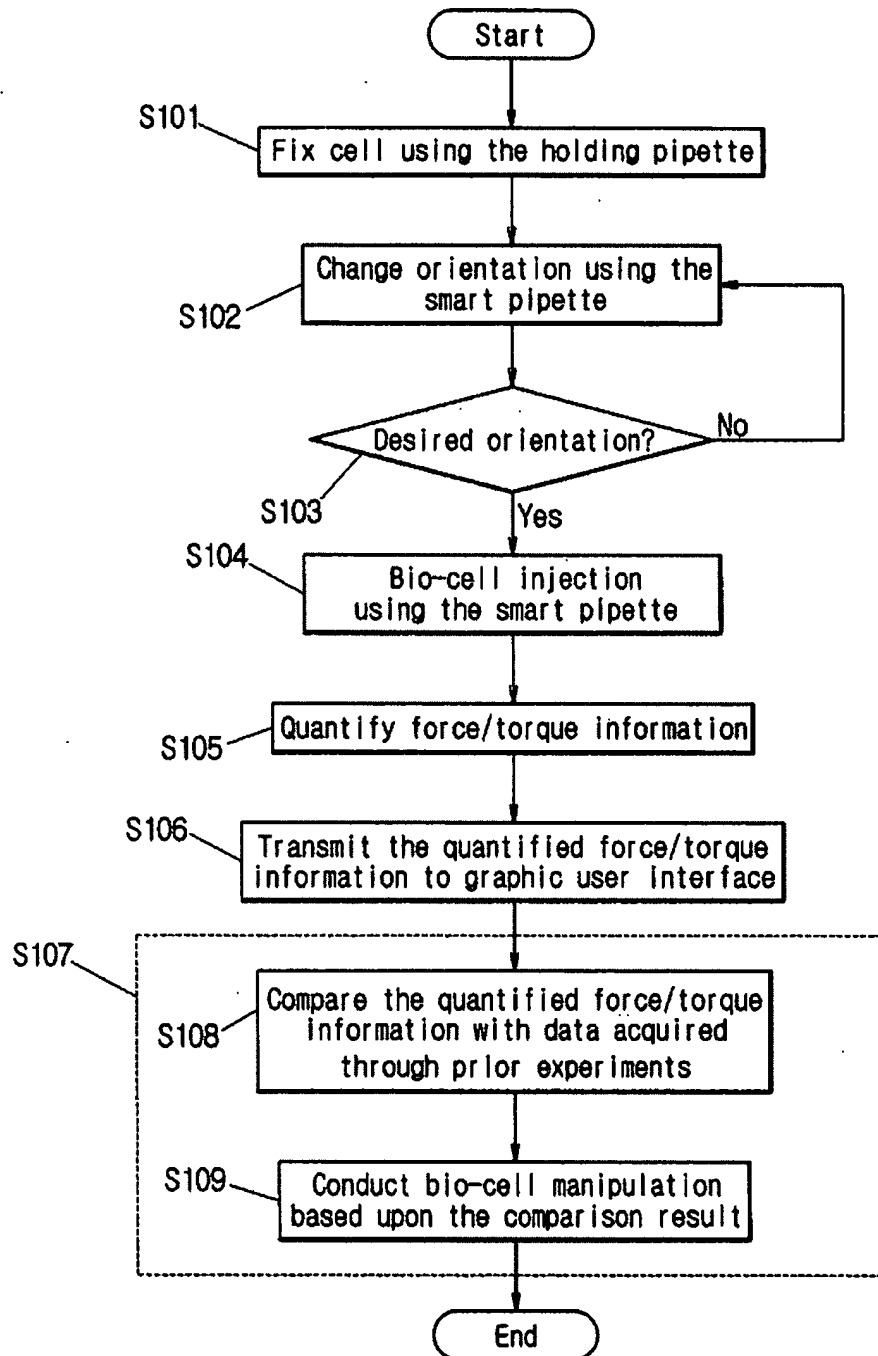 Start
S101
Fix cell using the holding pipette
Change orientation using the
smart pipette
S102
Desired orientation?
No
S103
Yes
S104
Bio-cell injection
using the smart pipette
Quantify force/torque information
S105
S106
Transmit the quantified force/torque
information to graphic user interface
S107
Compare the quantified force/torque
information with data acquired
through prior experiments
S108
S109
Conduct bio-cell manipulation
based upon the comparison result
End